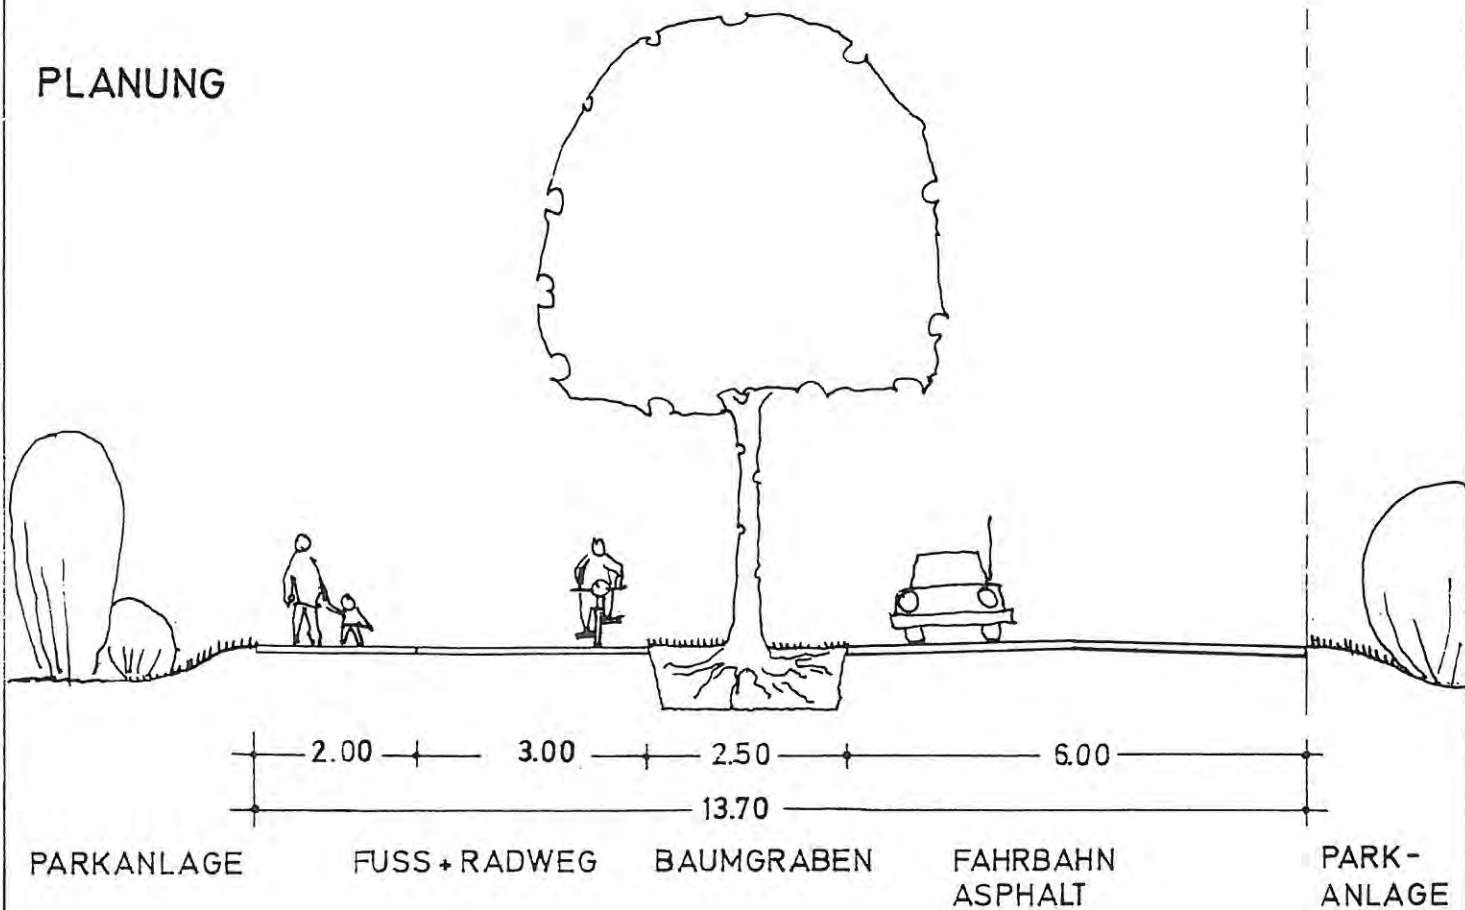 PLANUNG
2.00 3.00 2.50 6.00
13.70
PARKANLAGE FUSS + RADWEG BAUMGRABEN FAHRBAHN ASPHALT PARK-ANLAGE